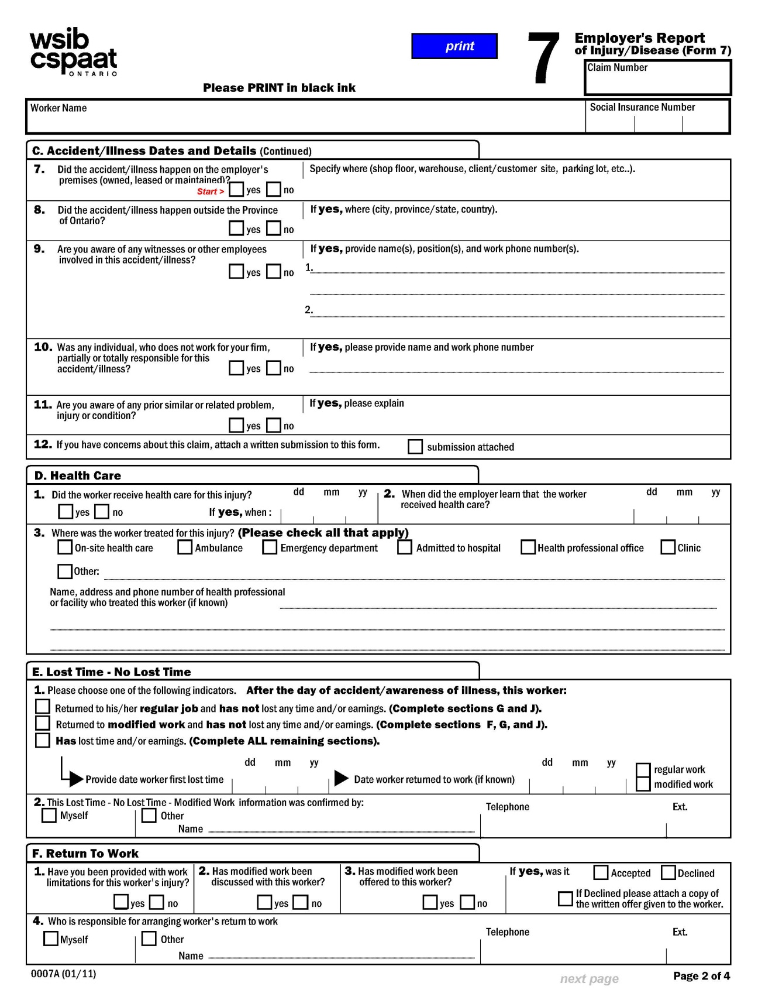 wsib
cspaat
ONTARIO
print
7
Employer's Report
of Injury/Disease (Form 7)
Claim Number
Please PRINT in black ink
Worker Name
Social Insurance Number
C. Accident/Illness Dates and Details (Continued)
7. Did the accident/illness happen on the employer's
premises (owned, leased or maintained)?
Start > yes no
Specify where (shop floor, warehouse, client/customer site, parking lot, etc..).
8. Did the accident/illness happen outside the Province
of Ontario?
yes no
If yes, where (city, province/state, country).
9. Are you aware of any witnesses or other employees
involved in this accident/illness?
yes no
If yes, provide name(s), position(s), and work phone number(s).
1.
2.
10. Was any individual, who does not work for your firm,
partially or totally responsible for this
accident/illness?
yes no
If yes, please provide name and work phone number
11. Are you aware of any prior similar or related problem,
injury or condition?
yes no
If yes, please explain
12. If you have concerns about this claim, attach a written submission to this form. submission attached
D. Health Care
1. Did the worker receive health care for this injury?
yes no If yes, when :
dd mm yy
2. When did the employer learn that the worker
received health care?
dd mm yy
3. Where was the worker treated for this injury? (Please check all that apply)
On-site health care Ambulance Emergency department Admitted to hospital Health professional office Clinic
Other:
Name, address and phone number of health professional
or facility who treated this worker (if known)
E. Lost Time - No Lost Time
1. Please choose one of the following indicators. After the day of accident/awareness of illness, this worker:
Returned to his/her regular job and has not lost any time and/or earnings. (Complete sections G and J).
Returned to modified work and has not lost any time and/or earnings. (Complete sections F, G, and J).
Has lost time and/or earnings. (Complete ALL remaining sections).
dd mm yy
Provide date worker first lost time
dd mm yy
Date worker returned to work (if known)
regular work
modified work
2. This Lost Time - No Lost Time - Modified Work information was confirmed by:
Myself Other
Name
Telephone Ext.
F. Return To Work
1. Have you been provided with work
limitations for this worker's injury?
yes no
2. Has modified work been
discussed with this worker?
yes no
3. Has modified work been
offered to this worker?
yes no
If yes, was it Accepted Declined
If Declined please attach a copy of
the written offer given to the worker.
4. Who is responsible for arranging worker's return to work
Myself Other
Name
Telephone Ext.
0007A (01/11)
next page
Page 2 of 4